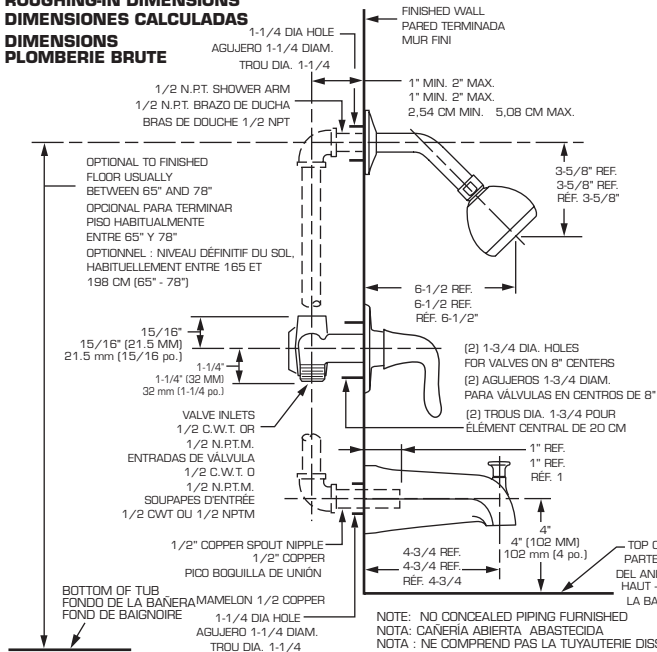 ROUGHING-IN DIMENSIONS
DIMENSIONES CALCULADAS
DIMENSIONS
PLOMBERIE BRUTE
1-1/4 DIA HOLE
AGUJERO 1-1/4 DIAM.
TROU DIA. 1-1/4
FINISHED WALL
PARED TERMINADA
MUR FINI
1/2 N.P.T. SHOWER ARM
1/2 N.P.T. BRAZO DE DUCHA
BRAS DE DOUCHE 1/2 NPT
1" MIN. 2" MAX.
1" MIN. 2" MAX.
2,54 CM MIN. 5,08 CM MAX.
OPTIONAL TO FINISHED
FLOOR USUALLY
BETWEEN 65" AND 78"
OPCIONAL PARA TERMINAR
PISO HABITUALMENTE
ENTRE 65" Y 78"
OPTIONNEL : NIVEAU DÉFINITIF DU SOL,
HABITUELLEMENT ENTRE 165 ET
198 CM (65" - 78")
3-5/8" REF.
3-5/8" REF.
RÉF. 3-5/8"
6-1/2 REF.
6-1/2 REF.
RÉF. 6-1/2"
15/16"
15/16" (21.5 MM)
21.5 mm (15/16 po.)
1-1/4"
1-1/4" (32 MM)
32 mm (1-1/4 po.)
(2) 1-3/4 DIA. HOLES
FOR VALVES ON 8" CENTERS
(2) AGUJEROS 1-3/4 DIAM.
PARA VÁLVULAS EN CENTROS DE 8"
(2) TROUS DIA. 1-3/4 POUR
ÉLÉMENT CENTRAL DE 20 CM
VALVE INLETS
1/2 C.W.T. OR
1/2 N.P.T.M.
ENTRADAS DE VÁLVULA
1/2 C.W.T. O
1/2 N.P.T.M.
SOUPAPES D'ENTRÉE
1/2 CWT OU 1/2 NPTM
1" REF.
1" REF.
RÉF. 1
1/2" COPPER SPOUT NIPPLE
1/2" COPPER
PICO BOQUILLA DE UNIÓN
MAMELON 1/2 COPPER
4-3/4 REF.
4-3/4 REF.
RÉF. 4-3/4
4"
4" (102 MM)
102 mm (4 po.)
TOP
PARTE
DEL
HAUT -
LA
BOTTOM OF TUB
FONDO DE LA BAÑERA
FOND DE BAIGNOIRE
1-1/4 DIA HOLE
AGUJERO 1-1/4 DIAM.
TROU DIA. 1-1/4
NOTE: NO CONCEALED PIPING FURNISHED
NOTA: CAÑERÍA ABIERTA ABASTECIDA
NOTA : NE COMPREND PAS LA TUYAUTERIE